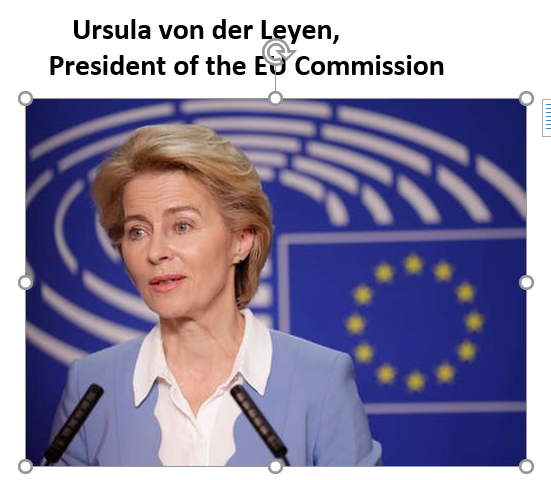 Ursula von der Leyen,
President of the EU Commission